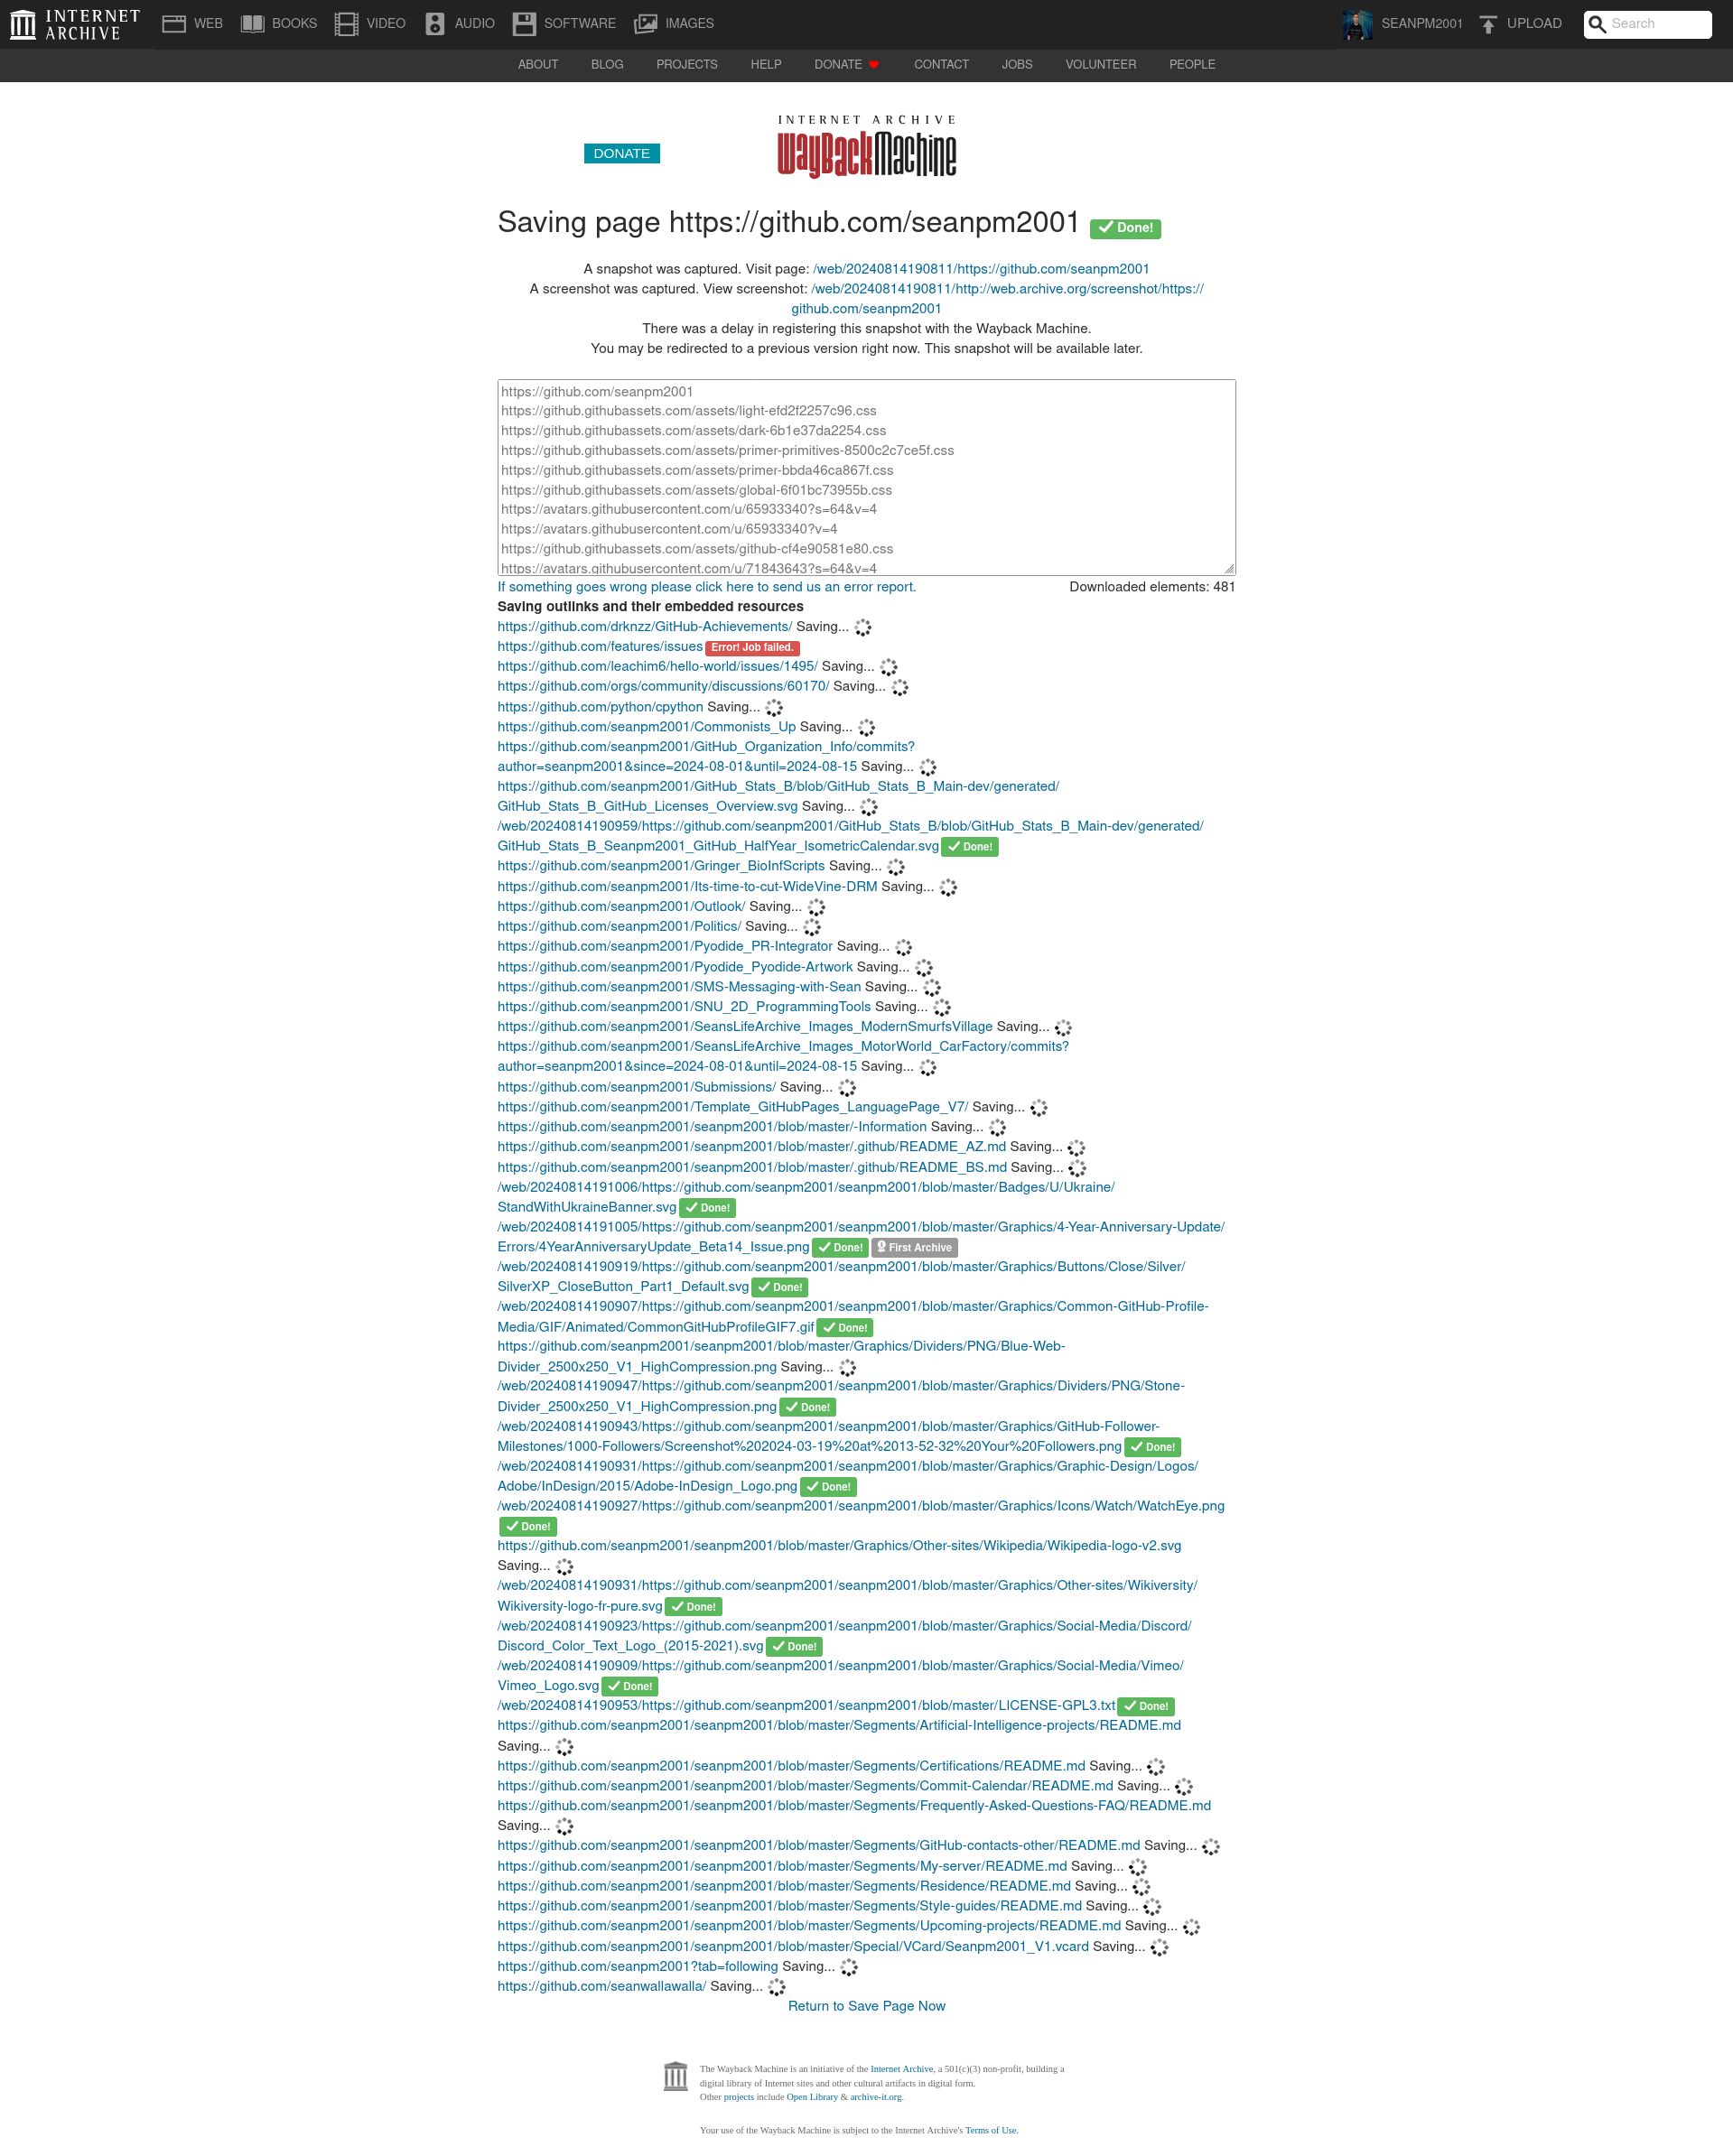 INTERNET ARCHIVE
WEB BOOKS VIDEO AUDIO SOFTWARE IMAGES SEANPM2001 UPLOAD Search
ABOUT BLOG PROJECTS HELP DONATE CONTACT JOBS VOLUNTEER PEOPLE
INTERNET ARCHIVE
DONATE WayBackMachine
Saving page https://github.com/seanpm2001 Done!
A snapshot was captured. Visit page: /web/20240814190811/https://github.com/seanpm2001
A screenshot was captured. View screenshot: /web/20240814190811/http://web.archive.org/screenshot/https://
github.com/seanpm2001
There was a delay in registering this snapshot with the Wayback Machine.
You may be redirected to a previous version right now. This snapshot will be available later.
https://github.com/seanpm2001
https://github.githubassets.com/assets/light-efd2f2257c96.css
https://github.githubassets.com/assets/dark-6b1e37da2254.css
https://github.githubassets.com/assets/primer-primitives-8500c2c7ce5f.css
https://github.githubassets.com/assets/primer-bbda46ca867f.css
https://github.githubassets.com/assets/global-6f01bc73955b.css
https://avatars.githubusercontent.com/u/65933340?s=64&v=4
https://avatars.githubusercontent.com/u/65933340?v=4
https://github.githubassets.com/assets/github-cf4e90581e80.css
https://avatars.githubusercontent.com/u/71843643?s=64&v=4
If something goes wrong please click here to send us an error report. Downloaded elements: 481
Saving outlinks and their embedded resources
https://github.com/drknzz/GitHub-Achievements/ Saving...
https://github.com/features/issues Error! Job failed.
https://github.com/leachim6/hello-world/issues/1495/ Saving...
https://github.com/orgs/community/discussions/60170/ Saving...
https://github.com/python/cpython Saving...
https://github.com/seanpm2001/Commonists_Up Saving...
https://github.com/seanpm2001/GitHub_Organization_Info/commits?
author=seanpm2001&since=2024-08-01&until=2024-08-15 Saving...
https://github.com/seanpm2001/GitHub_Stats_B/blob/GitHub_Stats_B_Main-dev/generated/
GitHub_Stats_B_GitHub_Licenses_Overview.svg Saving...
/web/20240814190959/https://github.com/seanpm2001/GitHub_Stats_B/blob/GitHub_Stats_B_Main-dev/generated/
GitHub_Stats_B_Seanpm2001_GitHub_HalfYear_IsometricCalendar.svg Done!
https://github.com/seanpm2001/Gringer_BioInfScripts Saving...
https://github.com/seanpm2001/Its-time-to-cut-WideVine-DRM Saving...
https://github.com/seanpm2001/Outlook/ Saving...
https://github.com/seanpm2001/Politics/ Saving...
https://github.com/seanpm2001/Pyodide_PR-Integrator Saving...
https://github.com/seanpm2001/Pyodide_Pyodide-Artwork Saving...
https://github.com/seanpm2001/SMS-Messaging-with-Sean Saving...
https://github.com/seanpm2001/SNU_2D_ProgrammingTools Saving...
https://github.com/seanpm2001/SeansLifeArchive_Images_ModernSmurfsVillage Saving...
https://github.com/seanpm2001/SeansLifeArchive_Images_MotorWorld_CarFactory/commits?
author=seanpm2001&since=2024-08-01&until=2024-08-15 Saving...
https://github.com/seanpm2001/Submissions/ Saving...
https://github.com/seanpm2001/Template_GitHubPages_LanguagePage_V7/ Saving...
https://github.com/seanpm2001/seanpm2001/blob/master/-Information Saving...
https://github.com/seanpm2001/seanpm2001/blob/master/.github/README_AZ.md Saving...
https://github.com/seanpm2001/seanpm2001/blob/master/.github/README_BS.md Saving...
/web/20240814191006/https://github.com/seanpm2001/seanpm2001/blob/master/Badges/U/Ukraine/
StandWithUkraineBanner.svg Done!
/web/20240814191005/https://github.com/seanpm2001/seanpm2001/blob/master/Graphics/4-Year-Anniversary-Update/
Errors/4YearAnniversaryUpdate_Beta14_Issue.png Done! First Archive
/web/20240814190919/https://github.com/seanpm2001/seanpm2001/blob/master/Graphics/Buttons/Close/Silver/
SilverXP_CloseButton_Part1_Default.svg Done!
/web/20240814190907/https://github.com/seanpm2001/seanpm2001/blob/master/Graphics/Common-GitHub-Profile-
Media/GIF/Animated/CommonGitHubProfileGIF7.gif Done!
https://github.com/seanpm2001/seanpm2001/blob/master/Graphics/Dividers/PNG/Blue-Web-
Divider_2500x250_V1_HighCompression.png Saving...
/web/20240814190947/https://github.com/seanpm2001/seanpm2001/blob/master/Graphics/Dividers/PNG/Stone-
Divider_2500x250_V1_HighCompression.png Done!
/web/20240814190943/https://github.com/seanpm2001/seanpm2001/blob/master/Graphics/GitHub-Follower-
Milestones/1000-Followers/Screenshot%202024-03-19%20at%2013-52-32%20Your%20Followers.png Done!
/web/20240814190931/https://github.com/seanpm2001/seanpm2001/blob/master/Graphics/Graphic-Design/Logos/
Adobe/InDesign/2015/Adobe-InDesign_Logo.png Done!
/web/20240814190927/https://github.com/seanpm2001/seanpm2001/blob/master/Graphics/Icons/Watch/WatchEye.png
Done!
https://github.com/seanpm2001/seanpm2001/blob/master/Graphics/Other-sites/Wikipedia/Wikipedia-logo-v2.svg
Saving...
/web/20240814190931/https://github.com/seanpm2001/seanpm2001/blob/master/Graphics/Other-sites/Wikiversity/
Wikiversity-logo-fr-pure.svg Done!
/web/20240814190923/https://github.com/seanpm2001/seanpm2001/blob/master/Graphics/Social-Media/Discord/
Discord_Color_Text_Logo_(2015-2021).svg Done!
/web/20240814190909/https://github.com/seanpm2001/seanpm2001/blob/master/Graphics/Social-Media/Vimeo/
Vimeo_Logo.svg Done!
/web/20240814190953/https://github.com/seanpm2001/seanpm2001/blob/master/LICENSE-GPL3.txt Done!
https://github.com/seanpm2001/seanpm2001/blob/master/Segments/Artificial-Intelligence-projects/README.md
Saving...
https://github.com/seanpm2001/seanpm2001/blob/master/Segments/Certifications/README.md Saving...
https://github.com/seanpm2001/seanpm2001/blob/master/Segments/Commit-Calendar/README.md Saving...
https://github.com/seanpm2001/seanpm2001/blob/master/Segments/Frequently-Asked-Questions-FAQ/README.md
Saving...
https://github.com/seanpm2001/seanpm2001/blob/master/Segments/GitHub-contacts-other/README.md Saving...
https://github.com/seanpm2001/seanpm2001/blob/master/Segments/My-server/README.md Saving...
https://github.com/seanpm2001/seanpm2001/blob/master/Segments/Residence/README.md Saving...
https://github.com/seanpm2001/seanpm2001/blob/master/Segments/Style-guides/README.md Saving...
https://github.com/seanpm2001/seanpm2001/blob/master/Segments/Upcoming-projects/README.md Saving...
https://github.com/seanpm2001/seanpm2001/blob/master/Special/VCard/Seanpm2001_V1.vcard Saving...
https://github.com/seanpm2001?tab=following Saving...
https://github.com/seanwallawalla/ Saving...
Return to Save Page Now
The Wayback Machine is an initiative of the Internet Archive, a 501(c)(3) non-profit, building a
digital library of Internet sites and other cultural artifacts in digital form.
Other projects include Open Library & archive-it.org.
Your use of the Wayback Machine is subject to the Internet Archive's Terms of Use.